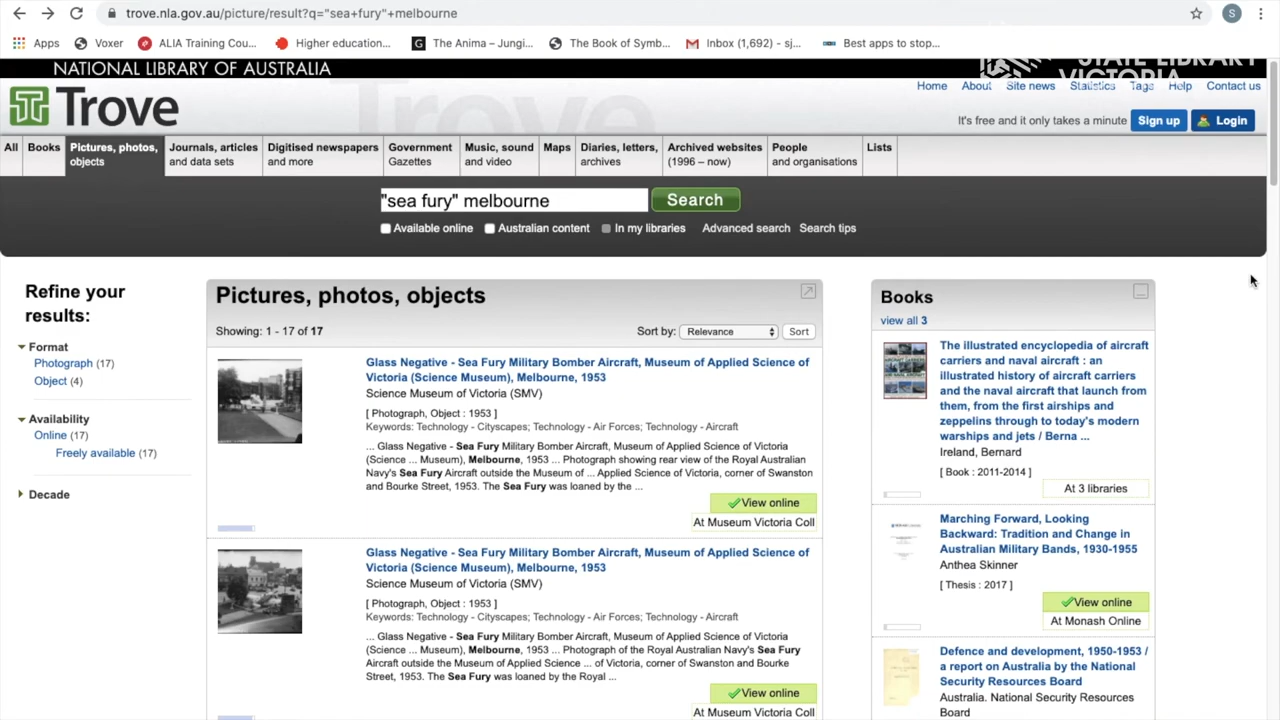 trove.nla.gov.au/picture/result?q="sea+fury"+melbourne
S
Apps Voxer ALIA Training Cou... Higher education... The Anima – Jungi... The Book of Symb... Inbox (1,692) - sj... Best apps to stop...
NATIONAL LIBRARY OF AUSTRALIA
STATE LIBRARY
VICTORIA
Trove
Home About Site news Statistics Tags Help Contact us
It's free and it only takes a minute Sign up Login
All Books Pictures, photos, objects Journals, articles and data sets Digitised newspapers and more Government Gazettes Music, sound and video Maps Diaries, letters, archives Archived websites (1996 – now) People and organisations Lists
"sea fury" melbourne Search
Available online Australian content In my libraries Advanced search Search tips
Refine your
results:
Format
Photograph (17)
Object (4)
Availability
Online (17)
Freely available (17)
Decade
Pictures, photos, objects
Showing: 1 - 17 of 17 Sort by: Relevance Sort
Glass Negative - Sea Fury Military Bomber Aircraft, Museum of Applied Science of
Victoria (Science Museum), Melbourne, 1953
Science Museum of Victoria (SMV)
[ Photograph, Object : 1953 ]
Keywords: Technology - Cityscapes; Technology - Air Forces; Technology - Aircraft
... Glass Negative - Sea Fury Military Bomber Aircraft, Museum of Applied Science of Victoria
(Science ... Museum), Melbourne, 1953 ... Photograph showing rear view of the Royal Australian
Navy's Sea Fury Aircraft outside the Museum of ... Applied Science of Victoria, corner of Swanston
and Bourke Street, 1953. The Sea Fury was loaned by the ...
View online
At Museum Victoria Coll
Glass Negative - Sea Fury Military Bomber Aircraft, Museum of Applied Science of
Victoria (Science Museum), Melbourne, 1953
Science Museum of Victoria (SMV)
[ Photograph, Object : 1953 ]
Keywords: Technology - Cityscapes; Technology - Air Forces; Technology - Aircraft
... Glass Negative - Sea Fury Military Bomber Aircraft, Museum of Applied Science of Victoria
(Science ... Museum), Melbourne, 1953 ... Photograph of the Royal Australian Navy's Sea Fury
Aircraft outside the Museum of Applied Science ... of Victoria, corner of Swanston and Bourke
Street, 1953. The Sea Fury was loaned by the Royal ...
View online
At Museum Victoria Coll
Books
view all 3
The illustrated encyclopedia of aircraft
carriers and naval aircraft : an
illustrated history of aircraft carriers
and the naval aircraft that launch from
them, from the first airships and
zeppelins through to today's modern
warships and jets / Berna ...
Ireland, Bernard
[ Book : 2011-2014 ]
At 3 libraries
Marching Forward, Looking
Backward: Tradition and Change in
Australian Military Bands, 1930-1955
Anthea Skinner
[ Thesis : 2017 ]
View online
At Monash Online
Defence and development, 1950-1953 /
a report on Australia by the National
Security Resources Board
Australia. National Security Resources
Board